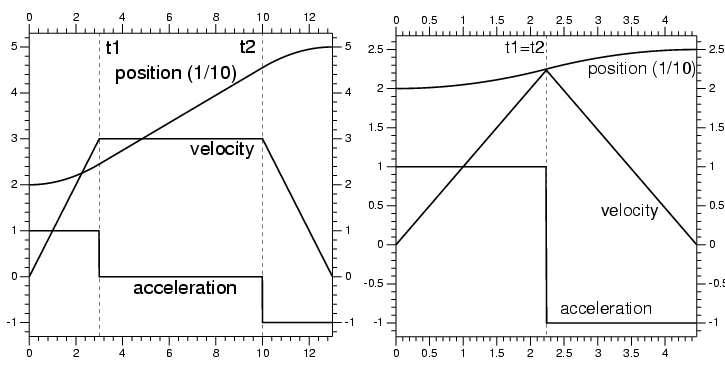 0 2 4 6 8 10 12
5 t1 t2 5
position (1/10)
4 4
3 3
velocity
2 2
1 1
0 0
acceleration
-1 -1
0 2 4 6 8 10 12
0 0.5 1 1.5 2 2.5 3 3.5 4
2.5 t1=t2 2.5
position (1/10)
2 2
1.5 1.5
1 1
0.5 0.5
velocity
0 0
-0.5 -0.5
acceleration
-1 -1
0 0.5 1 1.5 2 2.5 3 3.5 4